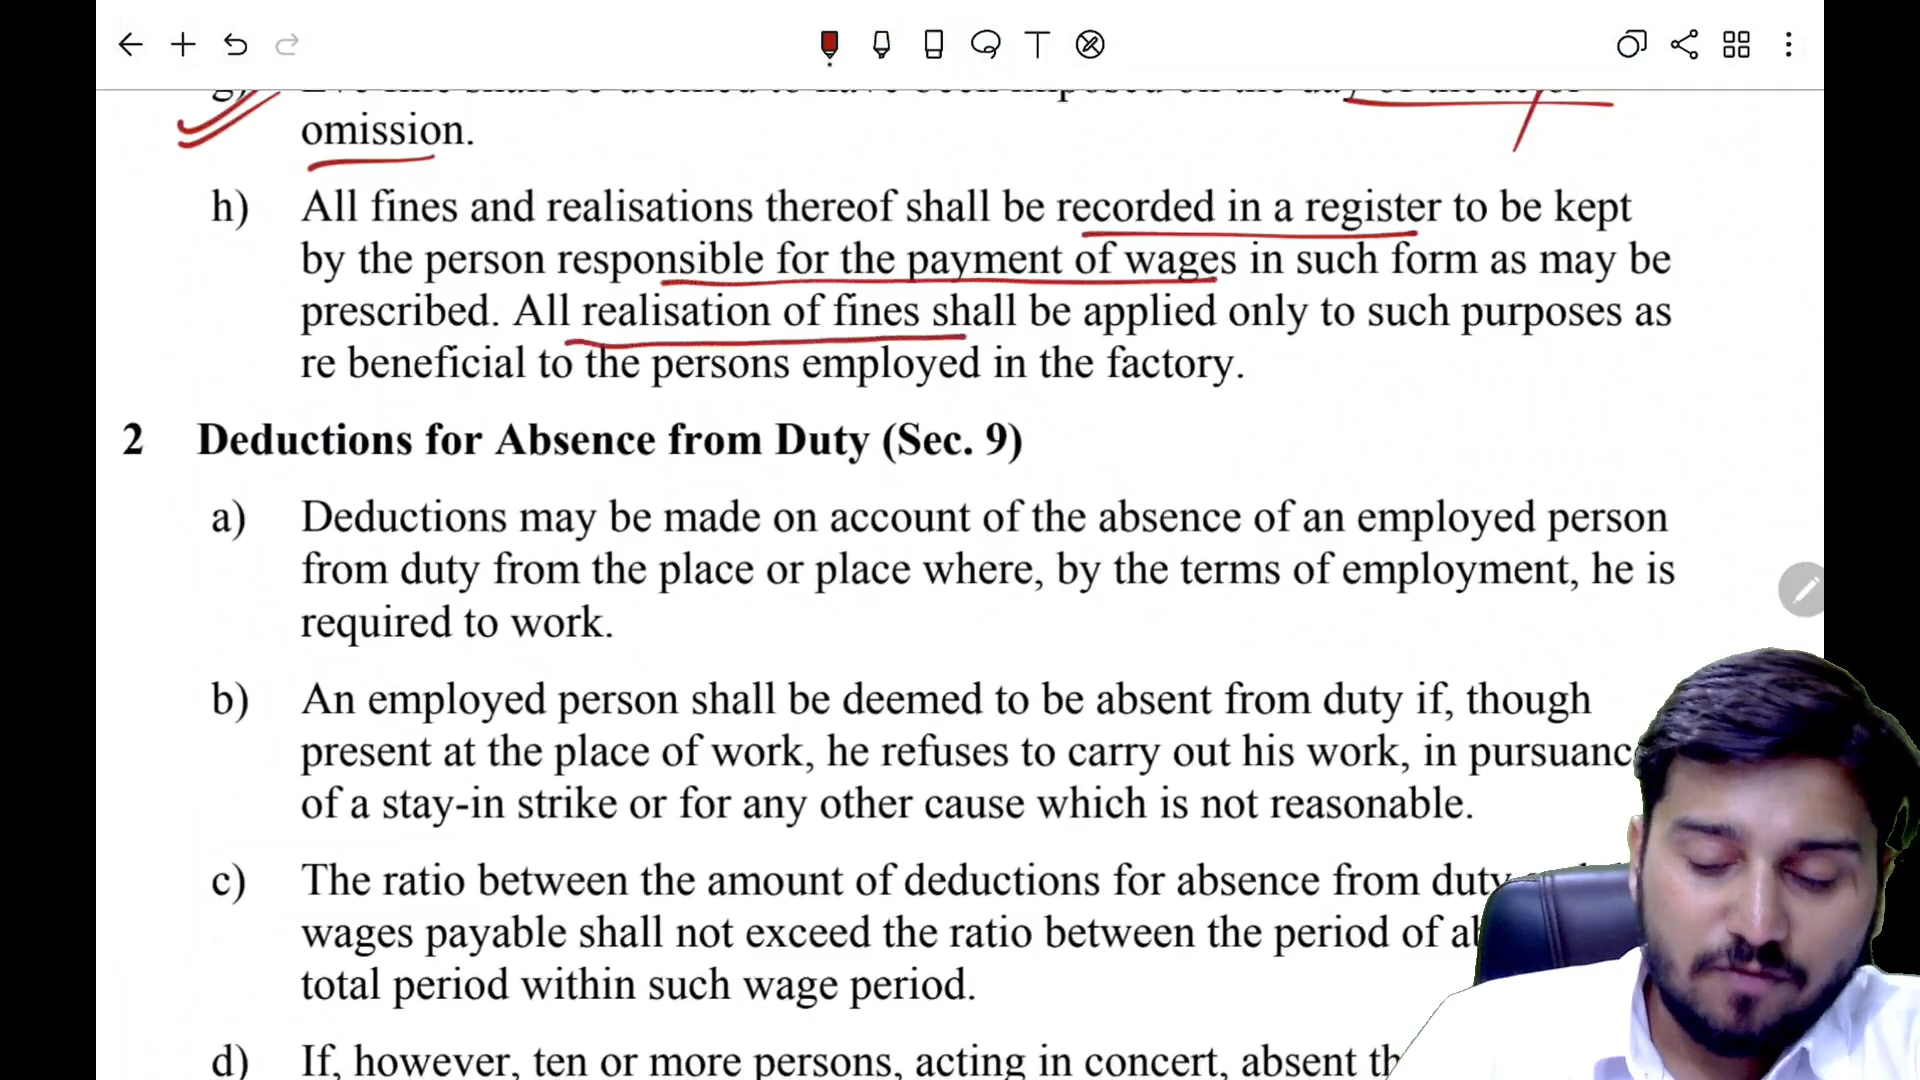 omission.
h) All fines and realisations thereof shall be recorded in a register to be kept
by the person responsible for the payment of wages in such form as may be
prescribed. All realisation of fines shall be applied only to such purposes as
re beneficial to the persons employed in the factory.
2 Deductions for Absence from Duty (Sec. 9)
a) Deductions may be made on account of the absence of an employed person
from duty from the place or place where, by the terms of employment, he is
required to work.
b) An employed person shall be deemed to be absent from duty if, though
present at the place of work, he refuses to carry out his work, in
of a stay-in strike or for any other cause which is not reasonable.
c) The ratio between the amount of deductions for absence from duty
wages payable shall not exceed the ratio between the period of
total period within such wage period.
d) If, however, ten or more persons, acting in concert, absent